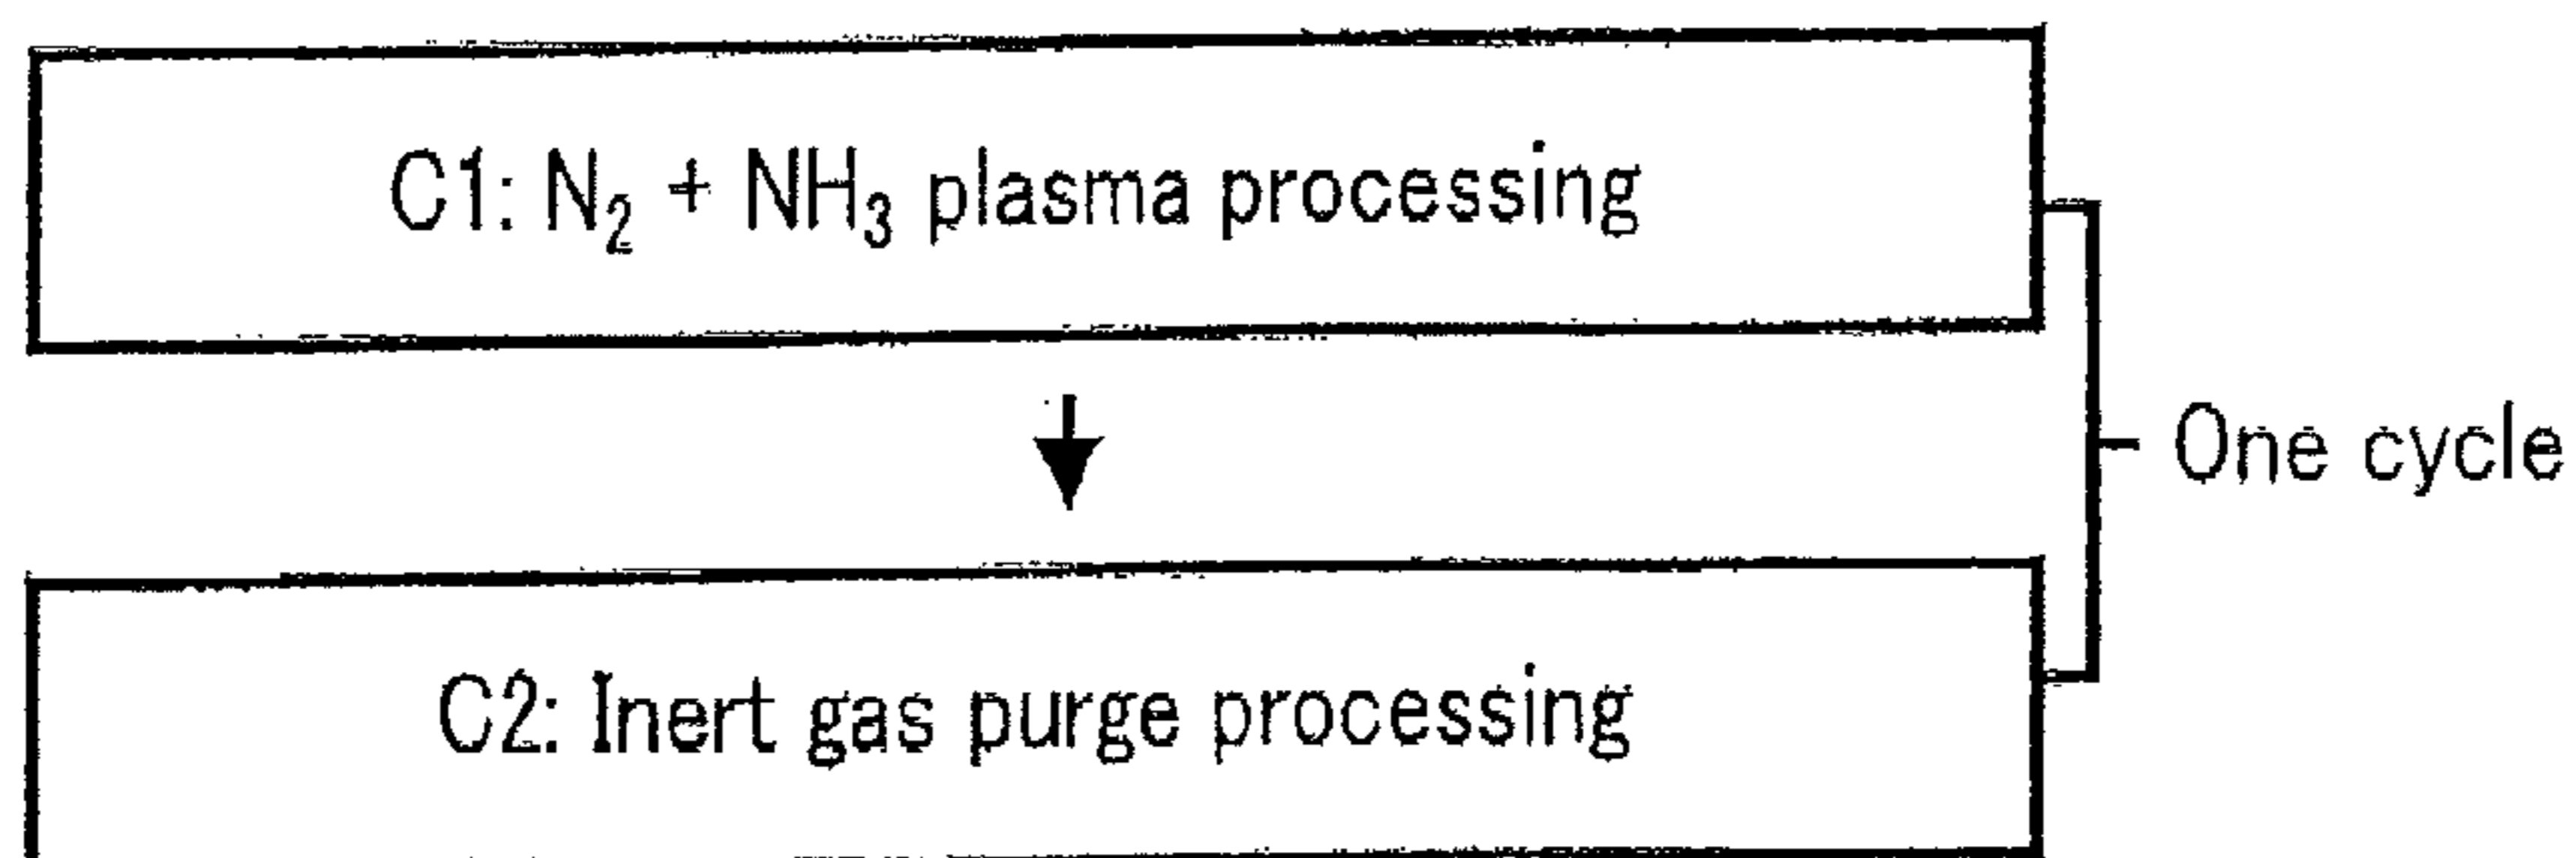 C1: N₂ + NH₃ plasma processing
One cycle
C2: Inert gas purge processing